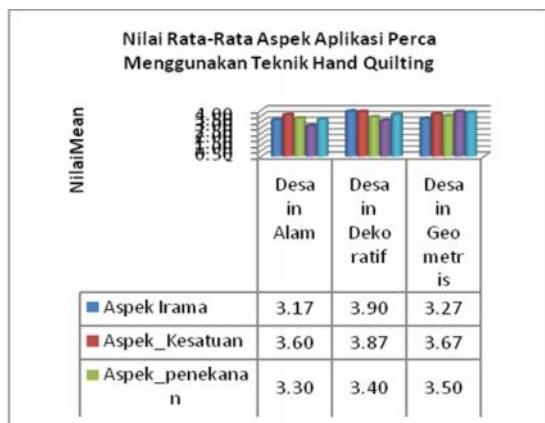 Nilai Rata-Rata Aspek Aplikasi Perca
Menggunakan Teknik Hand Quilting
NilaiMean
4.00
0.50
Desa in Alam
Desa in Deko ratif
Desa in Geo metr is
Aspek Irama 3.17 3.90 3.27
Aspek_Kesatuan 3.60 3.87 3.67
Aspek_penekana n 3.30 3.40 3.50